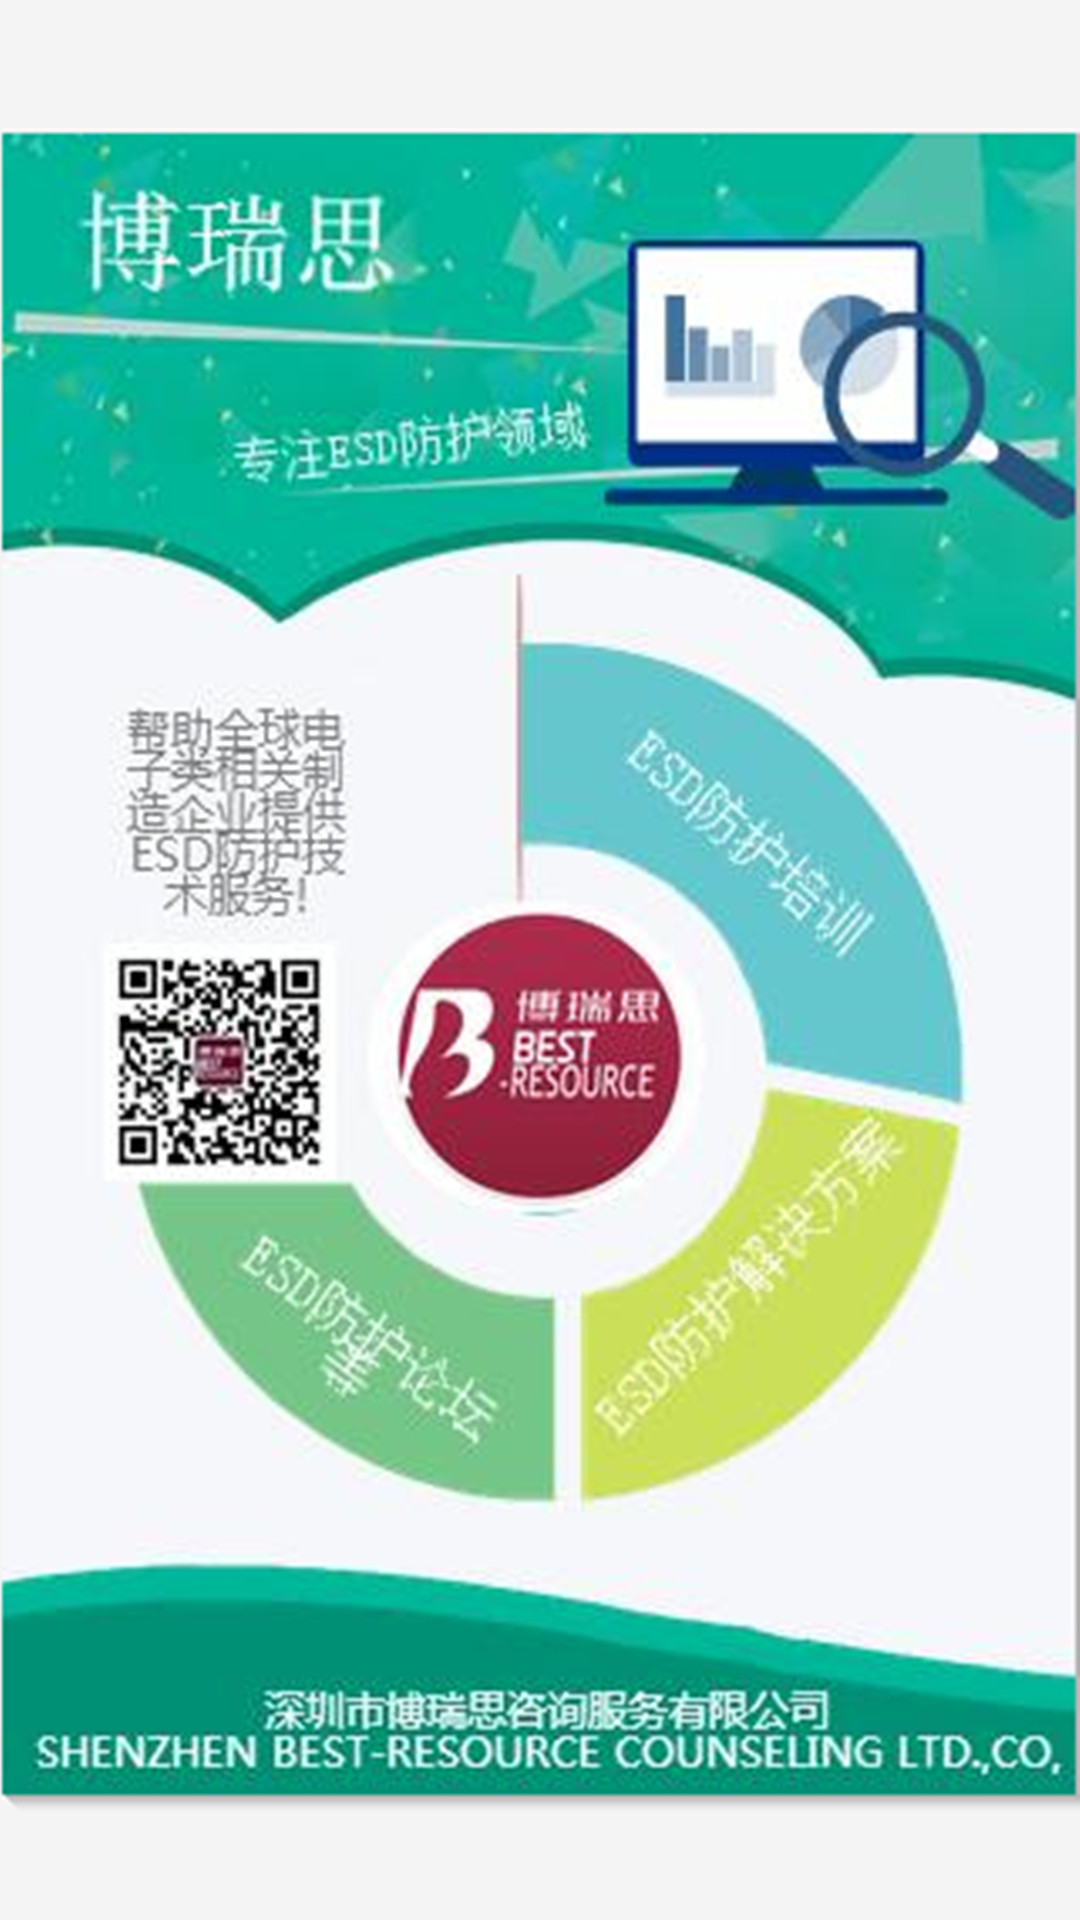 博瑞思
专注ESD防护领域
帮助全球电
子类相关制
造企业提供
ESD防护技
术服务!
ESD防护培训
博瑞思
BEST
-RESOURCE
ESD防护解决方案
ESD防护论坛
等
深圳市博瑞思咨询服务有限公司
SHENZHEN BEST-RESOURCE COUNSELING LTD.,CO,